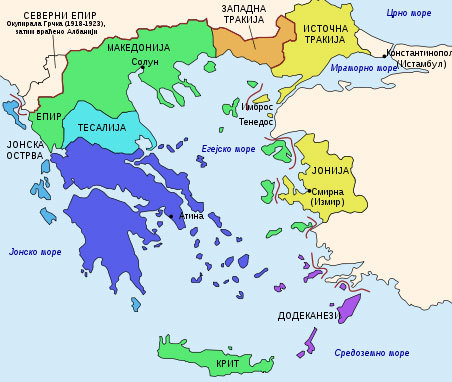 СЕВЕРНИ ЕПИР
Окупирала Грчка (1918-1923),
затим враћено Албанији
ЗАПАДНА
ТРАКИЈА
Црно море
ИСТОЧНА
ТРАКИЈА
МАКЕДОНИЈА
Солун
Константинопол
(Истамбул)
Мраморно море
Имброс
Тенедос
ЕПИР
ТЕСАЛИЈА
ЈОНСКА
ОСТРВА
Егејско море
ЈОНИЈА
Смирна
(Измир)
Атина
Јонско море
ДОДЕКАНЕЗИ
Средоземно море
КРИТ